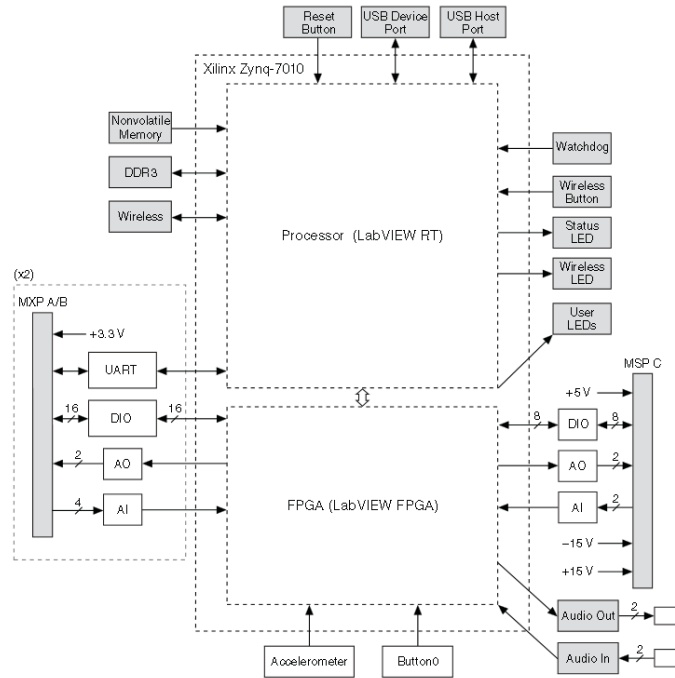 Reset
Button
USB Device
Port
USB Host
Port
Xilinx Zynq-7010
Nonvolatile
Memory
DDR3
Wireless
Processor (LabVIEW RT)
Watchdog
Wireless
Button
Status
LED
Wireless
LED
User
LEDs
(x2)
MXP A/B
+3.3 V
UART
16
DIO
16
2
AO
4
AI
FPGA (LabVIEW FPGA)
MSP C
+5 V
8
DIO
8
AO
2
AI
2
−15 V
+15 V
Audio Out
2
Audio In
2
Accelerometer
Button0